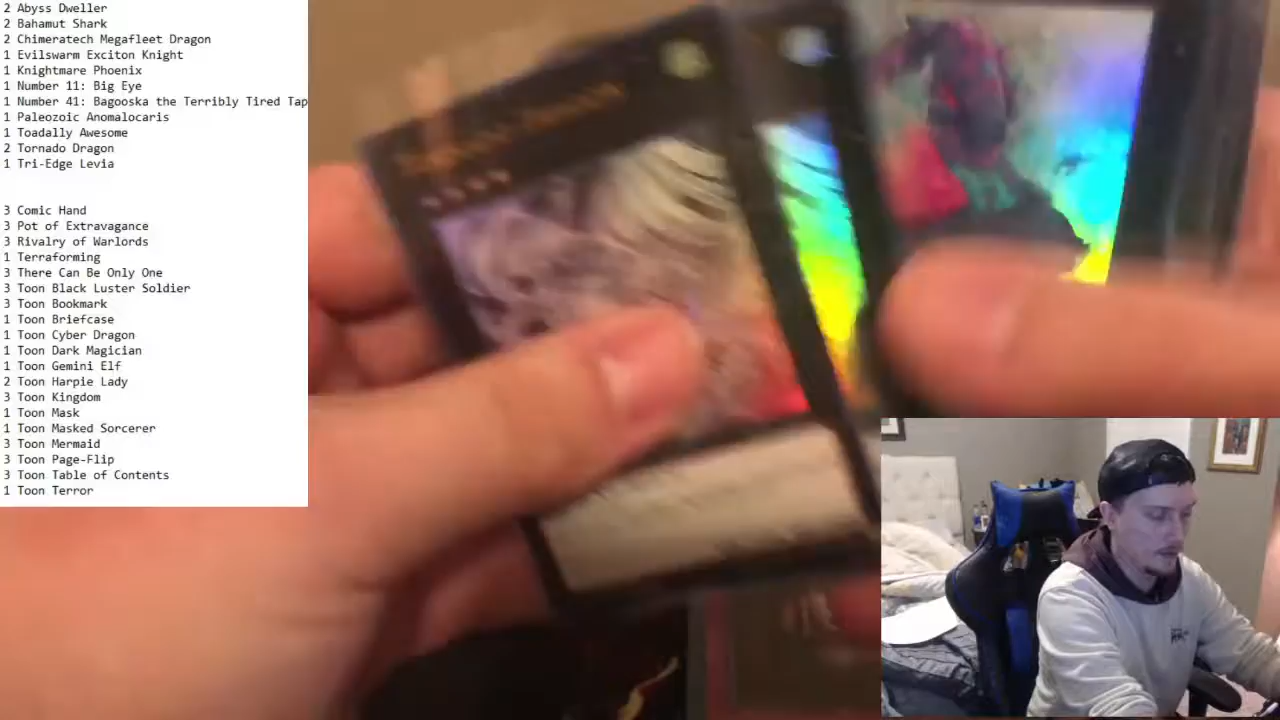 2 Abyss Dweller
2 Bahamut Shark
2 Chimeratech Megafleet Dragon
1 Evilswarm Exciton Knight
1 Knightmare Phoenix
1 Number 11: Big Eye
1 Number 41: Bagooska the Terribly Tired Tap
1 Paleozoic Anomalocaris
1 Toadally Awesome
2 Tornado Dragon
1 Tri-Edge Levia
3 Comic Hand
3 Pot of Extravagance
3 Rivalry of Warlords
1 Terraforming
3 There Can Be Only One
3 Toon Black Luster Soldier
3 Toon Bookmark
1 Toon Briefcase
1 Toon Cyber Dragon
1 Toon Dark Magician
1 Toon Gemini Elf
2 Toon Harpie Lady
3 Toon Kingdom
1 Toon Mask
1 Toon Masked Sorcerer
3 Toon Mermaid
3 Toon Page-Flip
3 Toon Table of Contents
1 Toon Terror